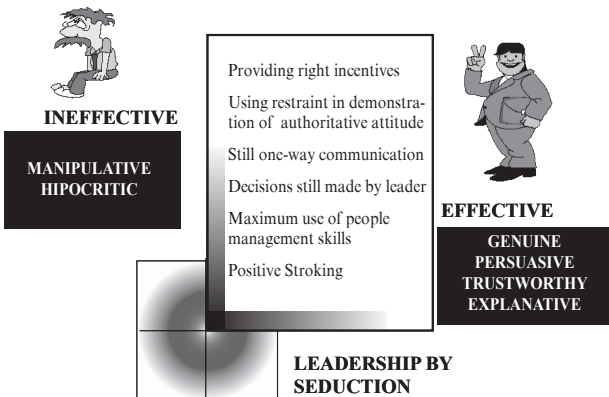 INEFFECTIVE
MANIPULATIVE
HIPOCRITIC
Providing right incentives
Using restraint in demonstra-
tion of authoritative attitude
Still one-way communication
Decisions still made by leader
Maximum use of people
management skills
Positive Stroking
EFFECTIVE
GENUINE
PERSUASIVE
TRUSTWORTHY
EXPLANATIVE
LEADERSHIP BY
SEDUCTION